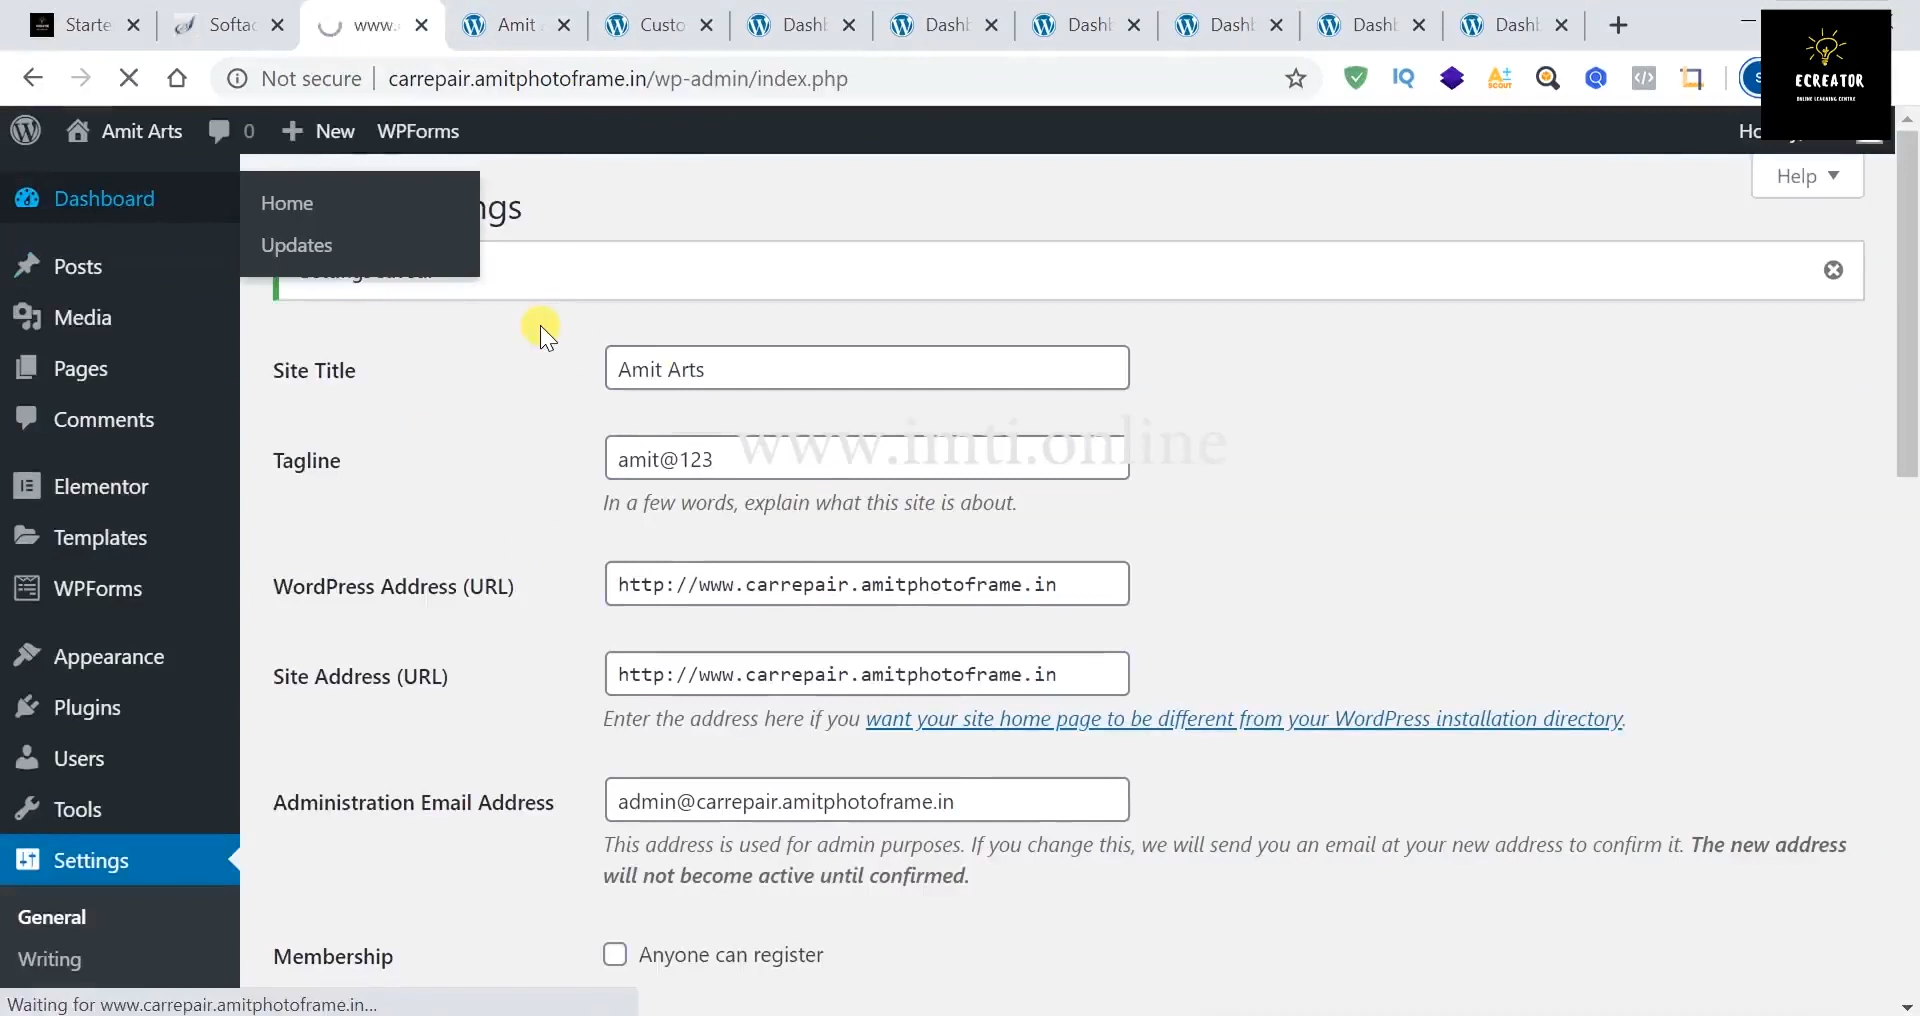 Starte
Softac
www.
Amit
Custo
Dashb
Dashb
Dashb
Dashb
Dashb
Dashb
Not secure
carrepair.amitphotoframe.in/wp-admin/index.php
ECREATOR
ONLINE LEARNING CENTRE
Amit Arts
0
New
WPForms
Help
Dashboard
Home
Updates
ngs
Posts
Media
Pages
Comments
Elementor
Templates
WPForms
Appearance
Plugins
Users
Tools
Settings
General
Writing
Site Title
Amit Arts
www.imti.online
Tagline
amit@123
In a few words, explain what this site is about.
WordPress Address (URL)
http://www.carrepair.amitphotoframe.in
Site Address (URL)
http://www.carrepair.amitphotoframe.in
Enter the address here if you want your site home page to be different from your WordPress installation directory.
Administration Email Address
admin@carrepair.amitphotoframe.in
This address is used for admin purposes. If you change this, we will send you an email at your new address to confirm it. The new address
will not become active until confirmed.
Membership
Anyone can register
Waiting for www.carrepair.amitphotoframe.in...